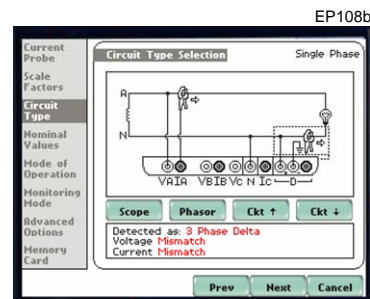 EP108b
Current
Probe
Scale
Factors
Circuit
Type
Nominal
Values
Mode of
Operation
Monitoring
Mode
Advanced
Options
Memory
Card
Circuit Type Selection
Single Phase
A
N
VA IA VB IB VC N IC D
Scope
Phasor
Ckt ↑
Ckt ↓
Detected as: 3 Phase Delta
Voltage Mismatch
Current Mismatch
Prev
Next
Cancel